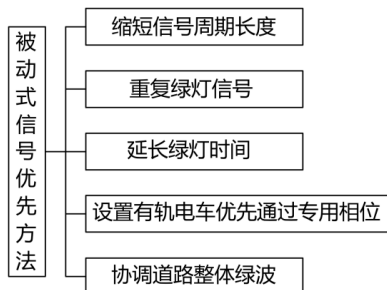 被动式信号优先方法
缩短信号周期长度
重复绿灯信号
延长绿灯时间
设置有轨电车优先通过专用相位
协调道路整体绿波